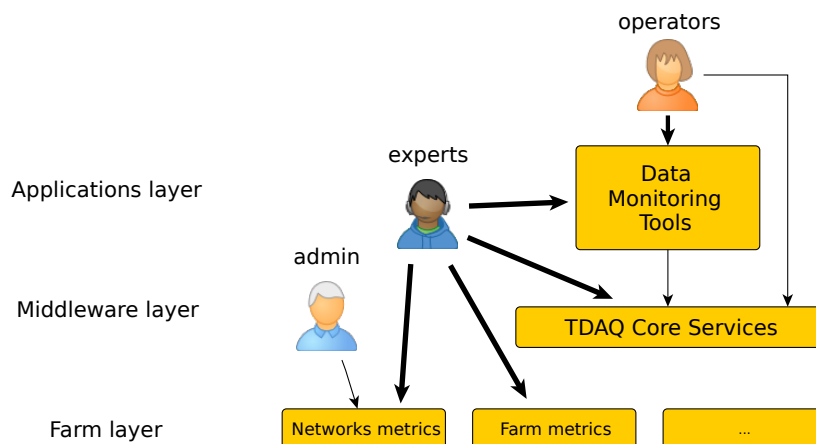 operators
experts
Data
Monitoring
Tools
Applications layer
admin
Middleware layer
TDAQ Core Services
Farm layer
Networks metrics
Farm metrics
...